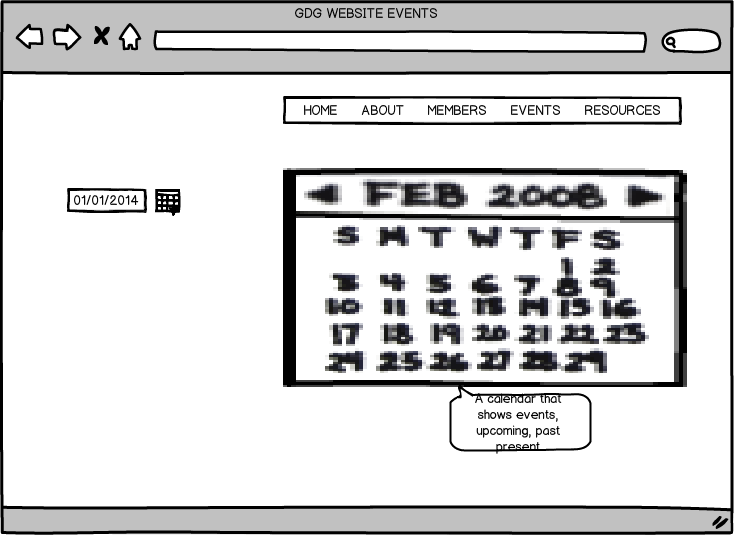 GDG WEBSITE EVENTS
HOME ABOUT MEMBERS EVENTS RESOURCES
01/01/2014
FEB 2008
S M T W T F S
1 2
3 4 5 6 7 8 9
10 11 12 13 14 15 16
17 18 19 20 21 22 23
24 25 26 27 28 29
A calendar that
shows events,
upcoming, past
present